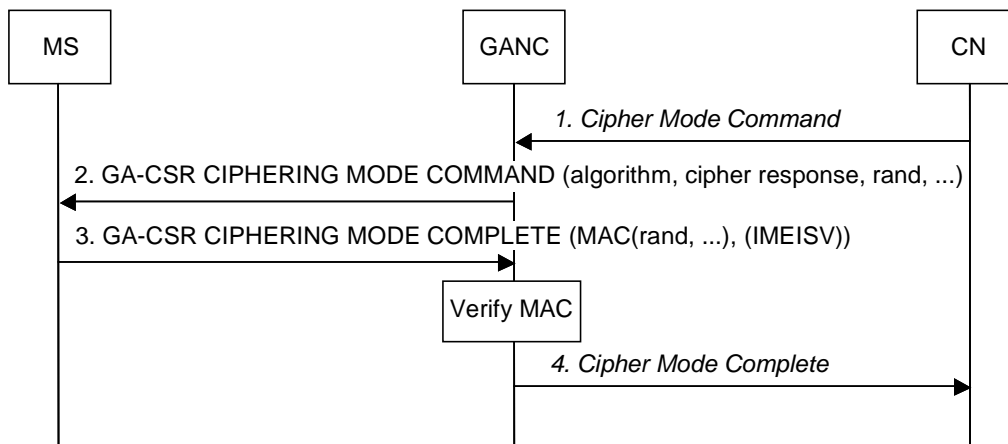 MS
GANC
CN
1. Cipher Mode Command
2. GA-CSR CIPHERING MODE COMMAND (algorithm, cipher response, rand, ...)
3. GA-CSR CIPHERING MODE COMPLETE (MAC(rand, ...), (IMEISV))
Verify MAC
4. Cipher Mode Complete